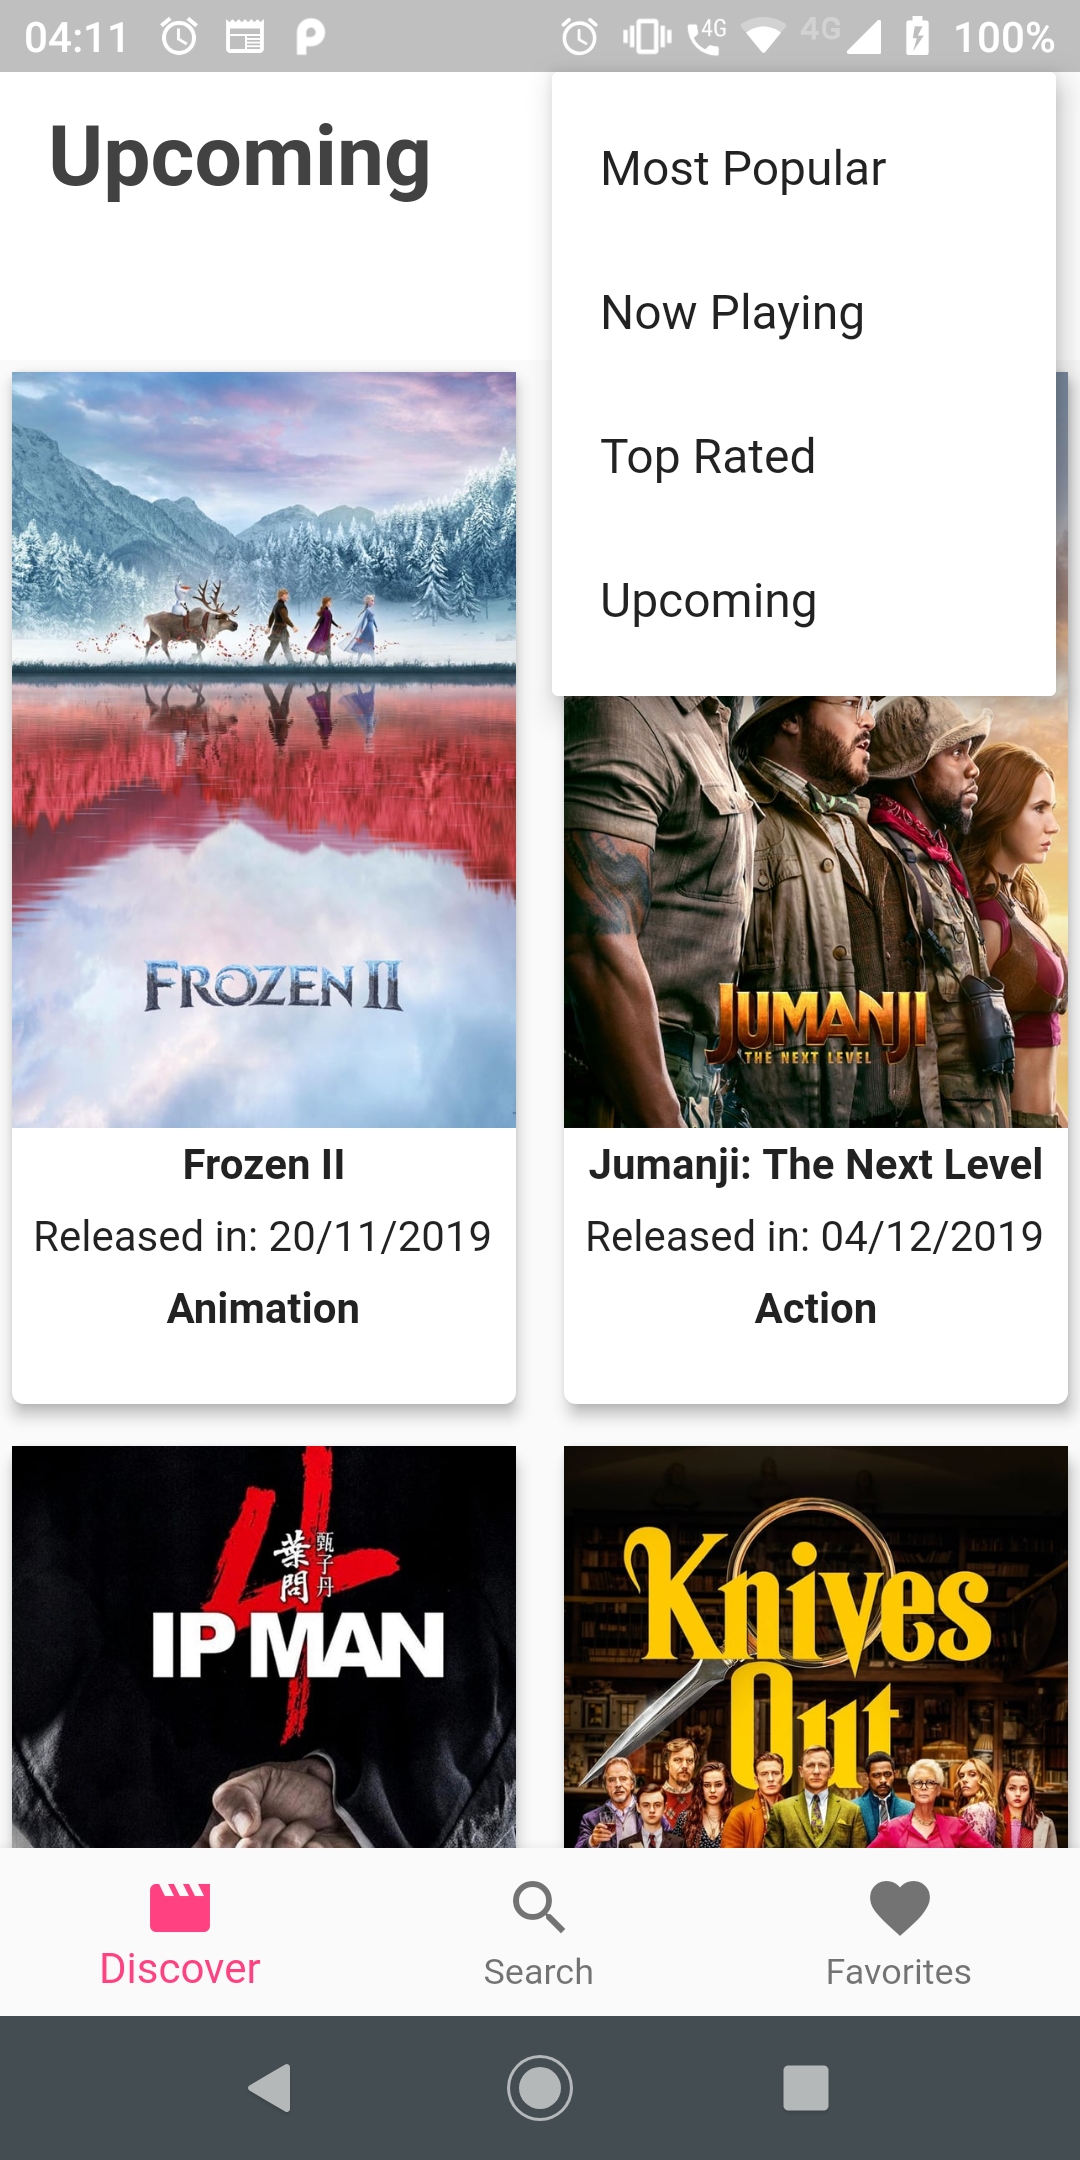 04:11
4G
4G
100%
Upcoming
Most Popular
Now Playing
Top Rated
Upcoming
FROZEN II
JUMANJI
THE NEXT LEVEL
Frozen II
Released in: 20/11/2019
Animation
Jumanji: The Next Level
Released in: 04/12/2019
Action
4
葉問
甄子丹
IP MAN
Knives
Out
Discover
Search
Favorites